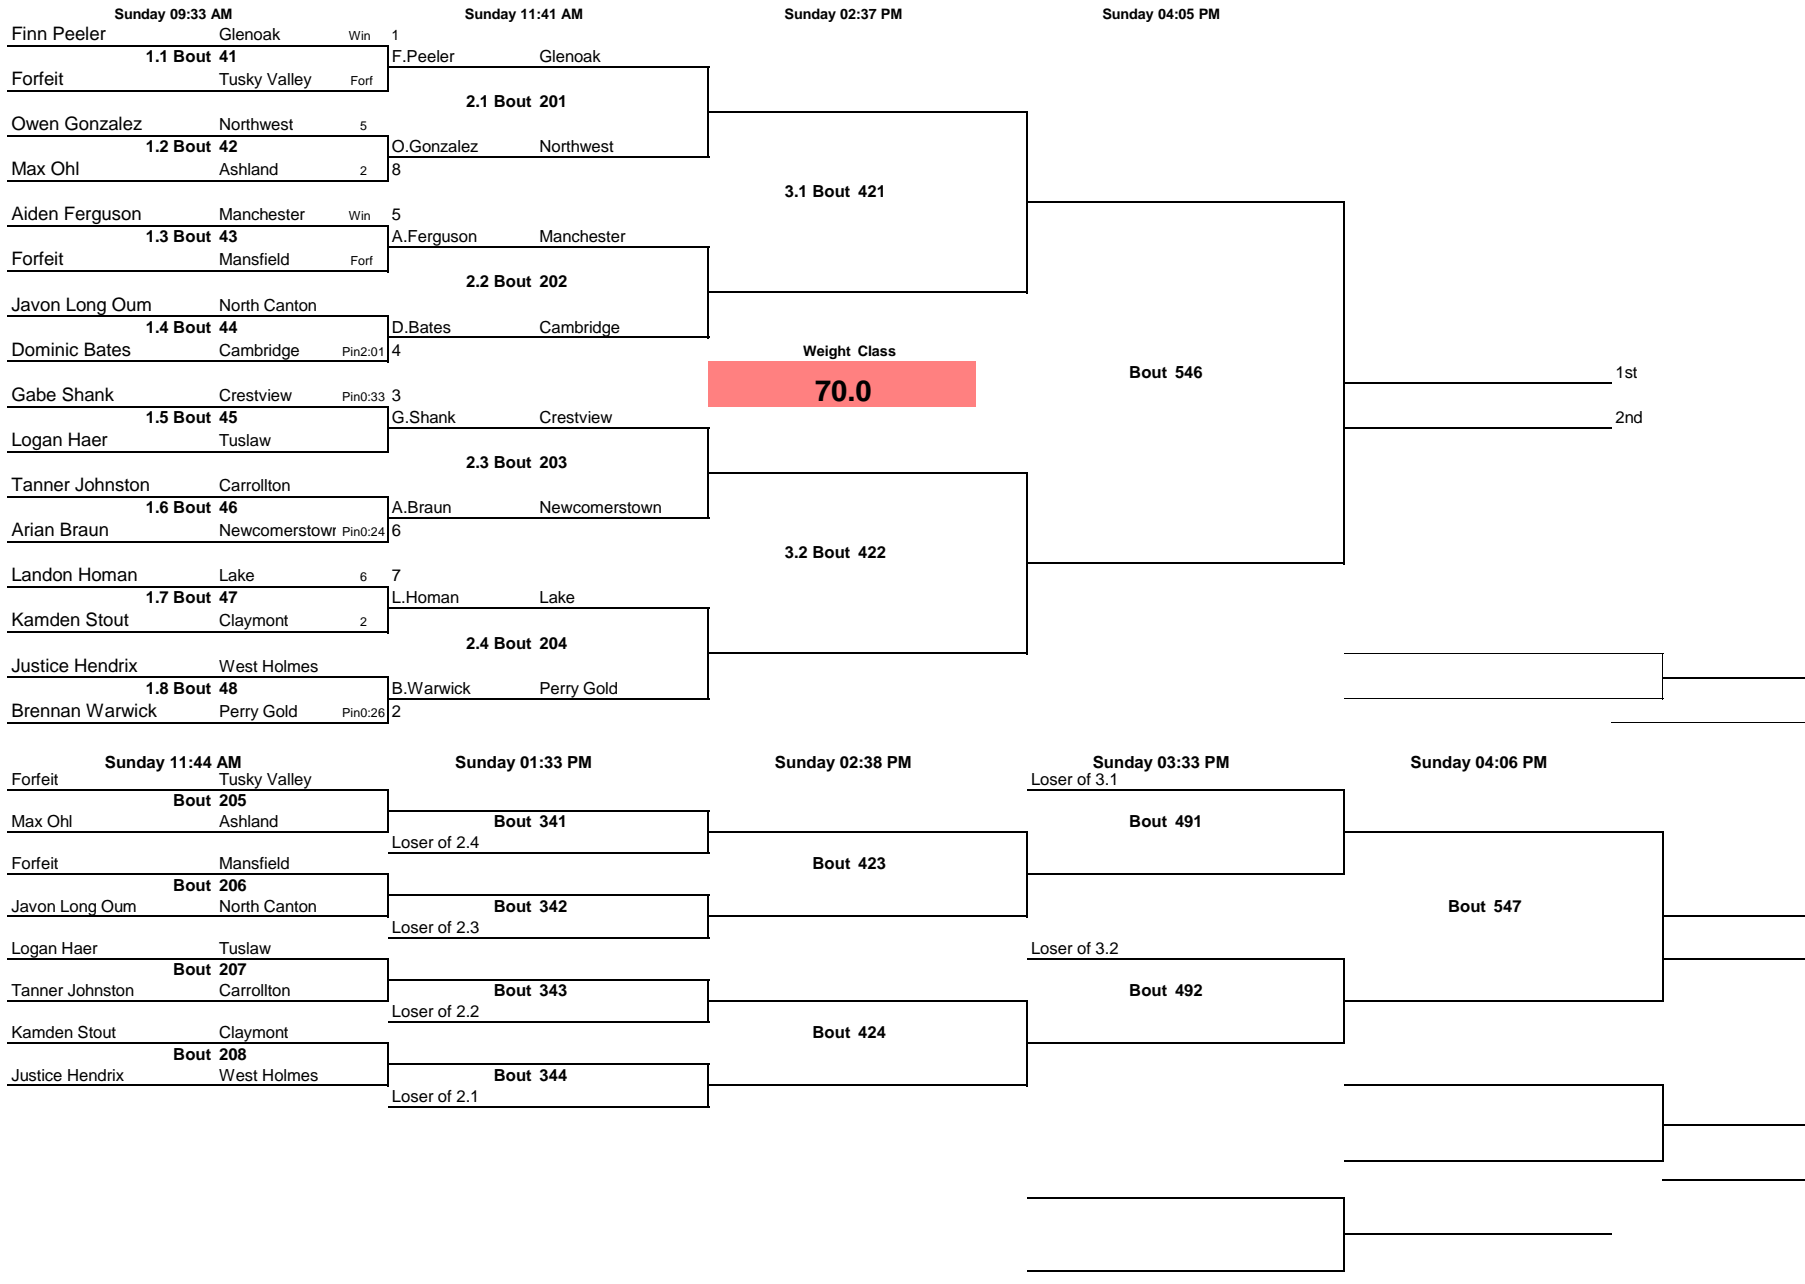 Sunday 09:33 AM Sunday 11:41 AM Sunday 02:37 PM Sunday 04:05 PM
Finn Peeler Glenoak Win 1
1.1 Bout 41 F.Peeler Glenoak
Forfeit Tusky Valley Forf
2.1 Bout 201
Owen Gonzalez Northwest 5
1.2 Bout 42 O.Gonzalez Northwest
Max Ohl Ashland 2 8
3.1 Bout 421
Aiden Ferguson Manchester Win 5
1.3 Bout 43 A.Ferguson Manchester
Forfeit Mansfield Forf
2.2 Bout 202
Javon Long Oum North Canton
1.4 Bout 44 D.Bates Cambridge
Dominic Bates Cambridge Pin2:01 4 Weight Class
Bout 546 1st
Gabe Shank Crestview Pin0:33 3 70.0
1.5 Bout 45 G.Shank Crestview 2nd
Logan Haer Tuslaw
2.3 Bout 203
Tanner Johnston Carrollton
1.6 Bout 46 A.Braun Newcomerstown
Arian Braun Newcomerstowr Pin0:24 6
3.2 Bout 422
Landon Homan Lake 6 7
1.7 Bout 47 L.Homan Lake
Kamden Stout Claymont 2
2.4 Bout 204
Justice Hendrix West Holmes
1.8 Bout 48 B.Warwick Perry Gold
Brennan Warwick Perry Gold Pin0:26 2
Sunday 11:44 AM Sunday 01:33 PM Sunday 02:38 PM Sunday 03:33 PM Sunday 04:06 PM
Forfeit Tusky Valley Loser of 3.1
Bout 205
Max Ohl Ashland Bout 341 Bout 491
Loser of 2.4
Forfeit Mansfield Bout 423
Bout 206
Javon Long Oum North Canton Bout 342 Bout 547
Loser of 2.3
Logan Haer Tuslaw Loser of 3.2
Bout 207
Tanner Johnston Carrollton Bout 343 Bout 492
Loser of 2.2
Kamden Stout Claymont Bout 424
Bout 208
Justice Hendrix West Holmes Bout 344
Loser of 2.1